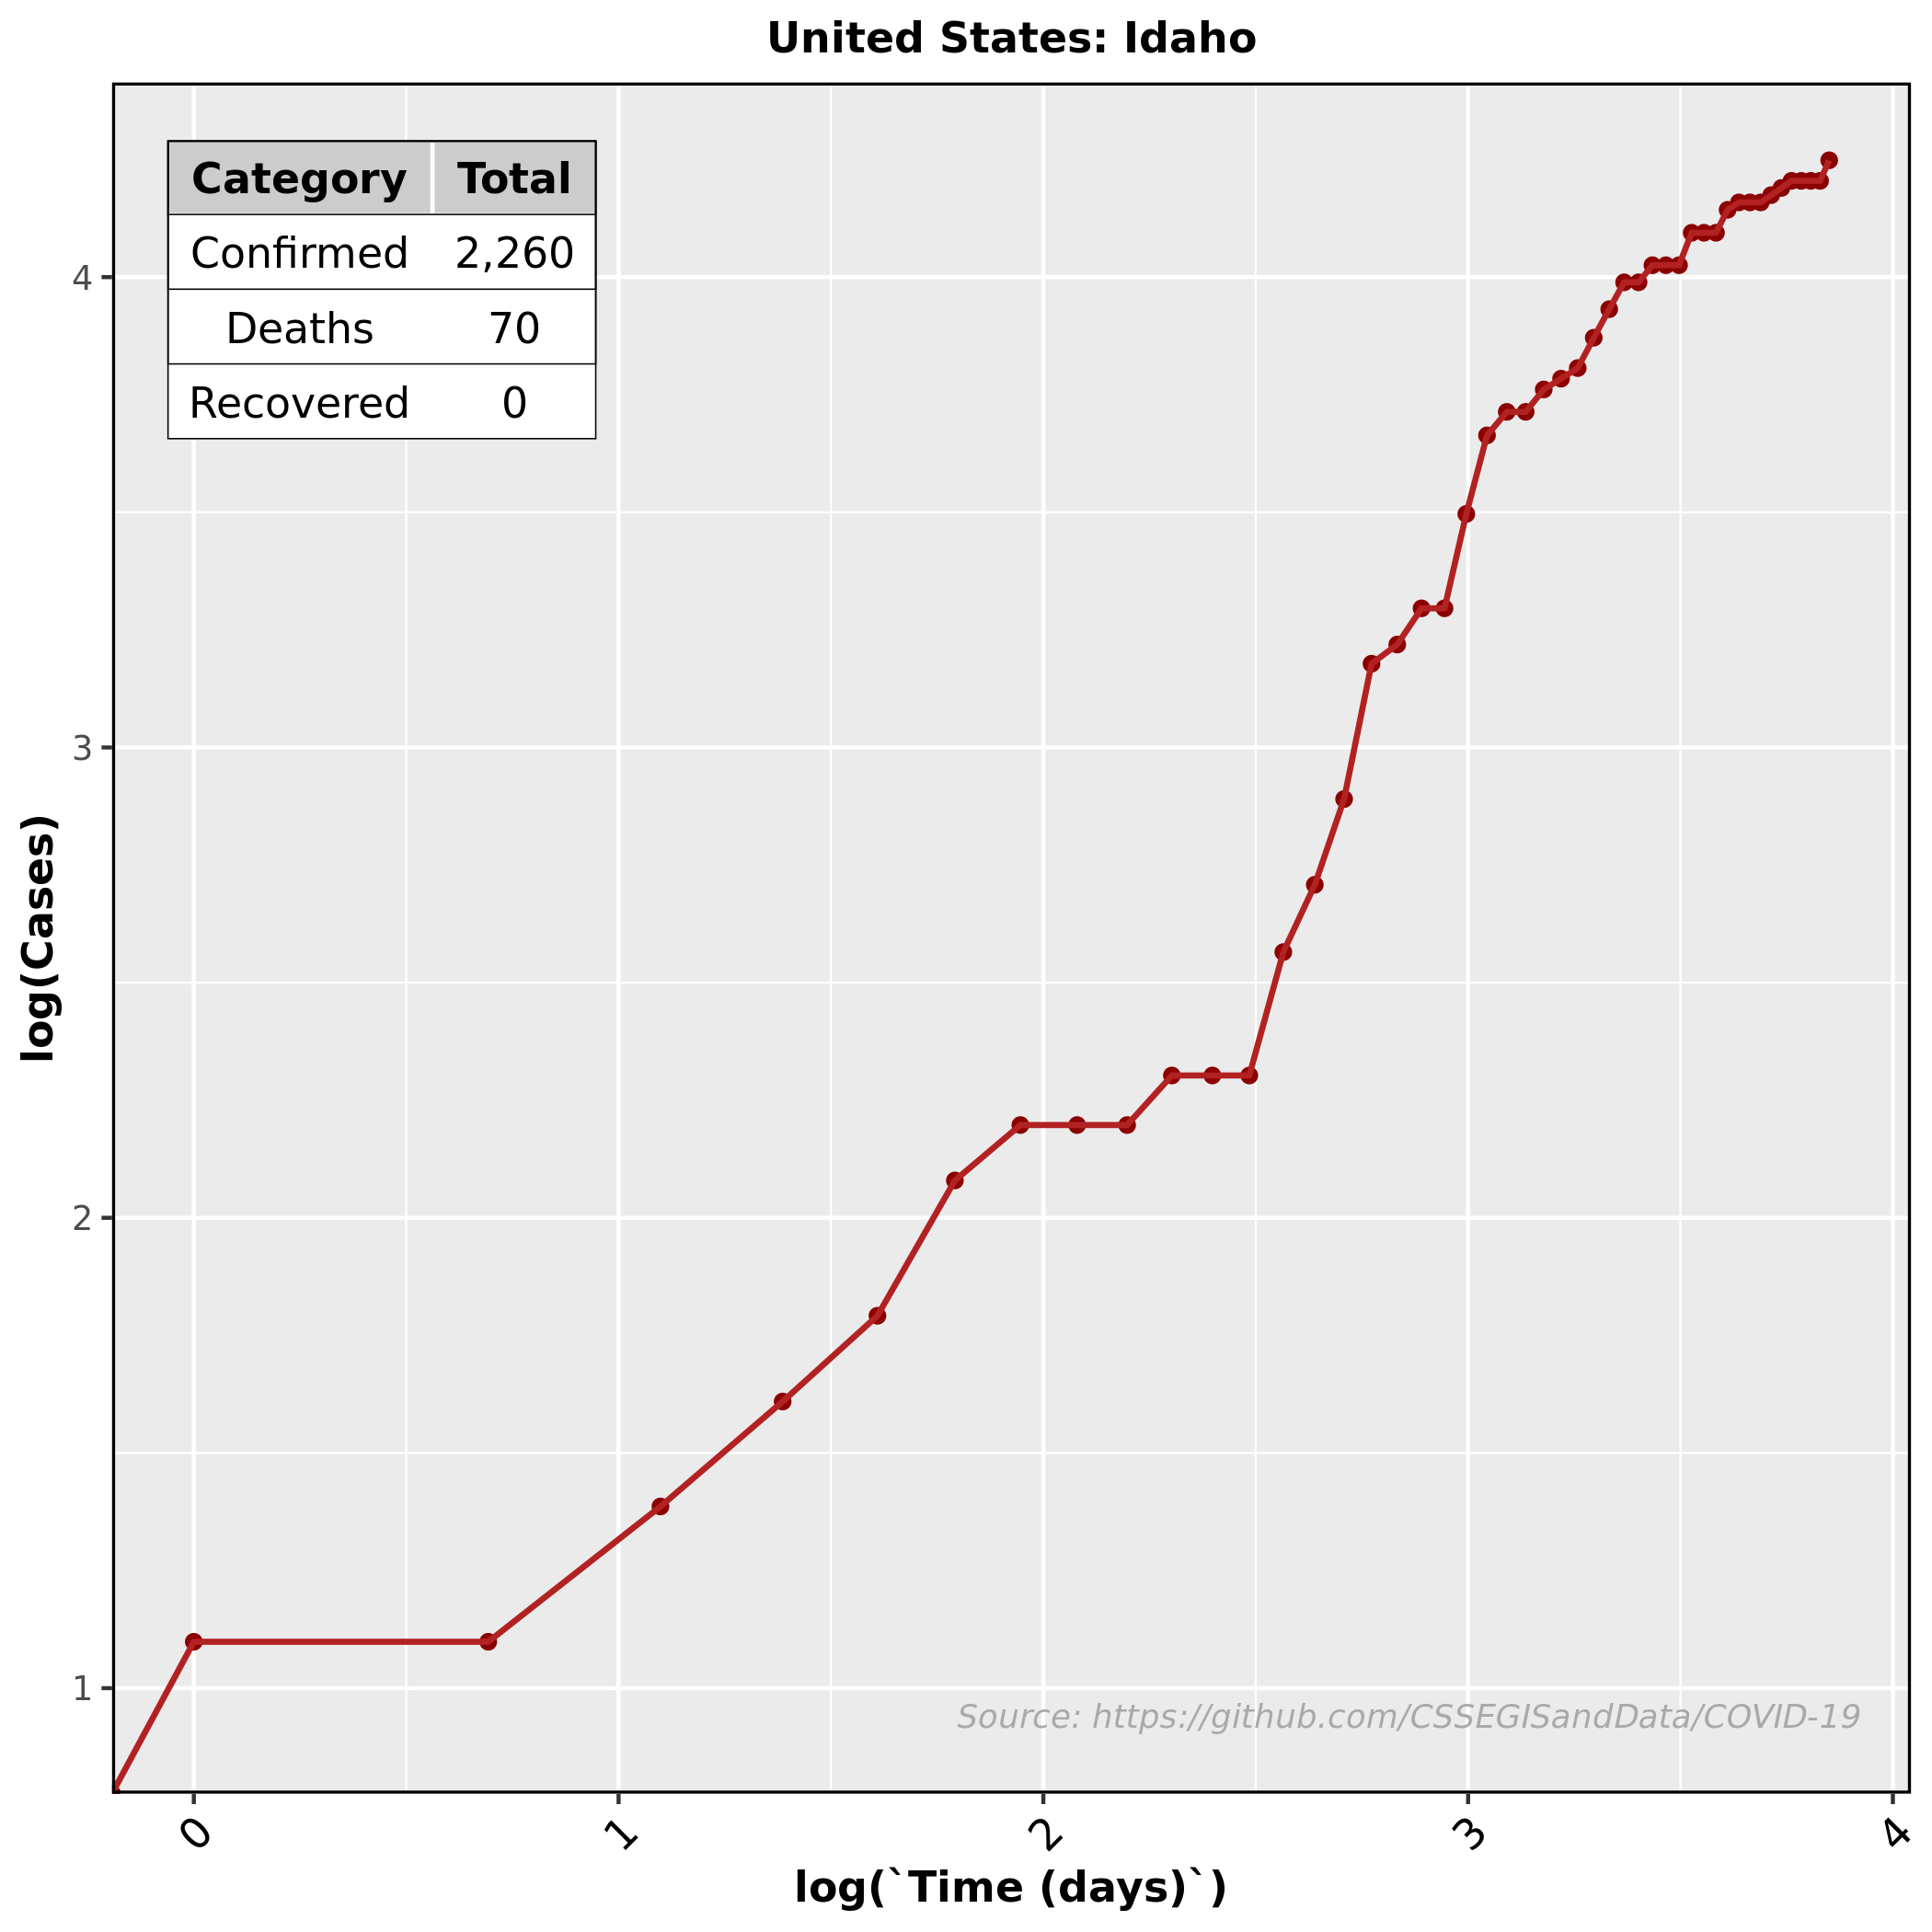 United States: Idaho
Category Total
Confirmed 2,260
Deaths 70
Recovered 0
4
3
2
1
log(Cases)
Source: https://github.com/CSSEGISandData/COVID-19
0 1 2 3 4
log(`Time (days)`)